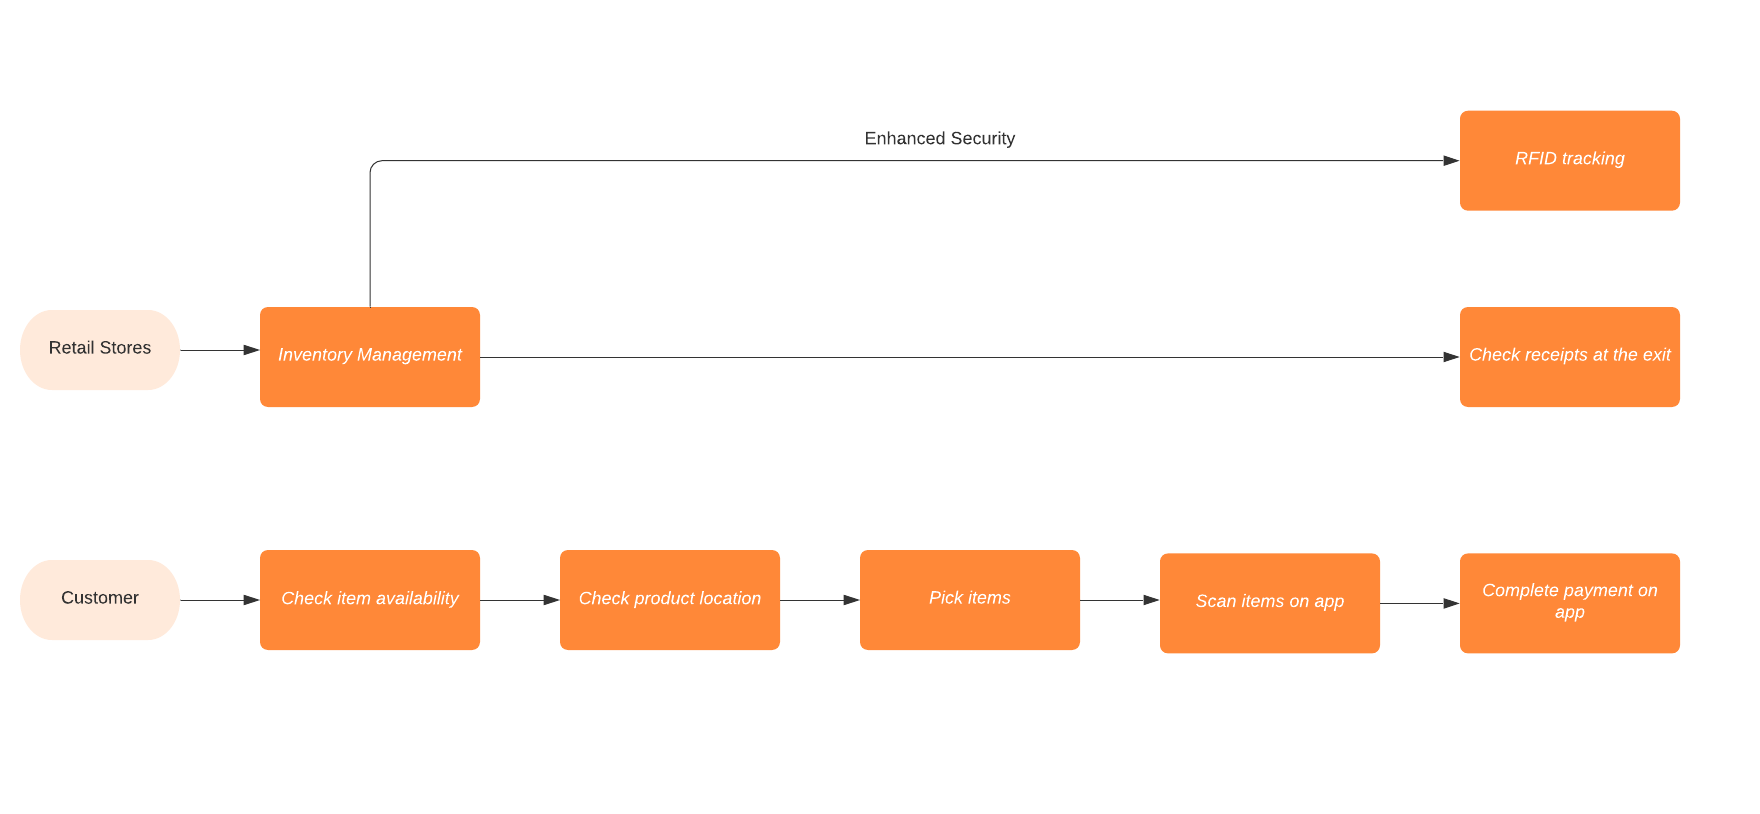 Enhanced Security
RFID tracking
Retail Stores
Inventory Management
Check receipts at the exit
Customer
Check item availability
Check product location
Pick items
Scan items on app
Complete payment on
app